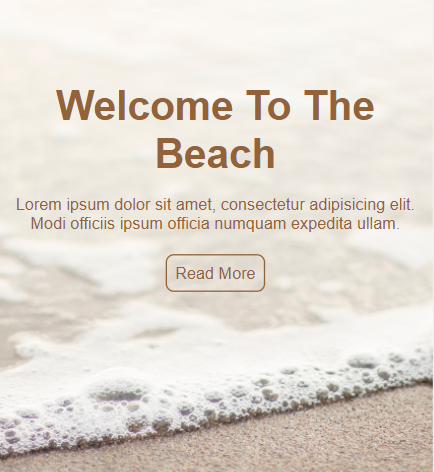 Welcome To The
Beach
Lorem ipsum dolor sit amet, consectetur adipisicing elit.
Modi officiis ipsum officia numquam expedita ullam.
Read More